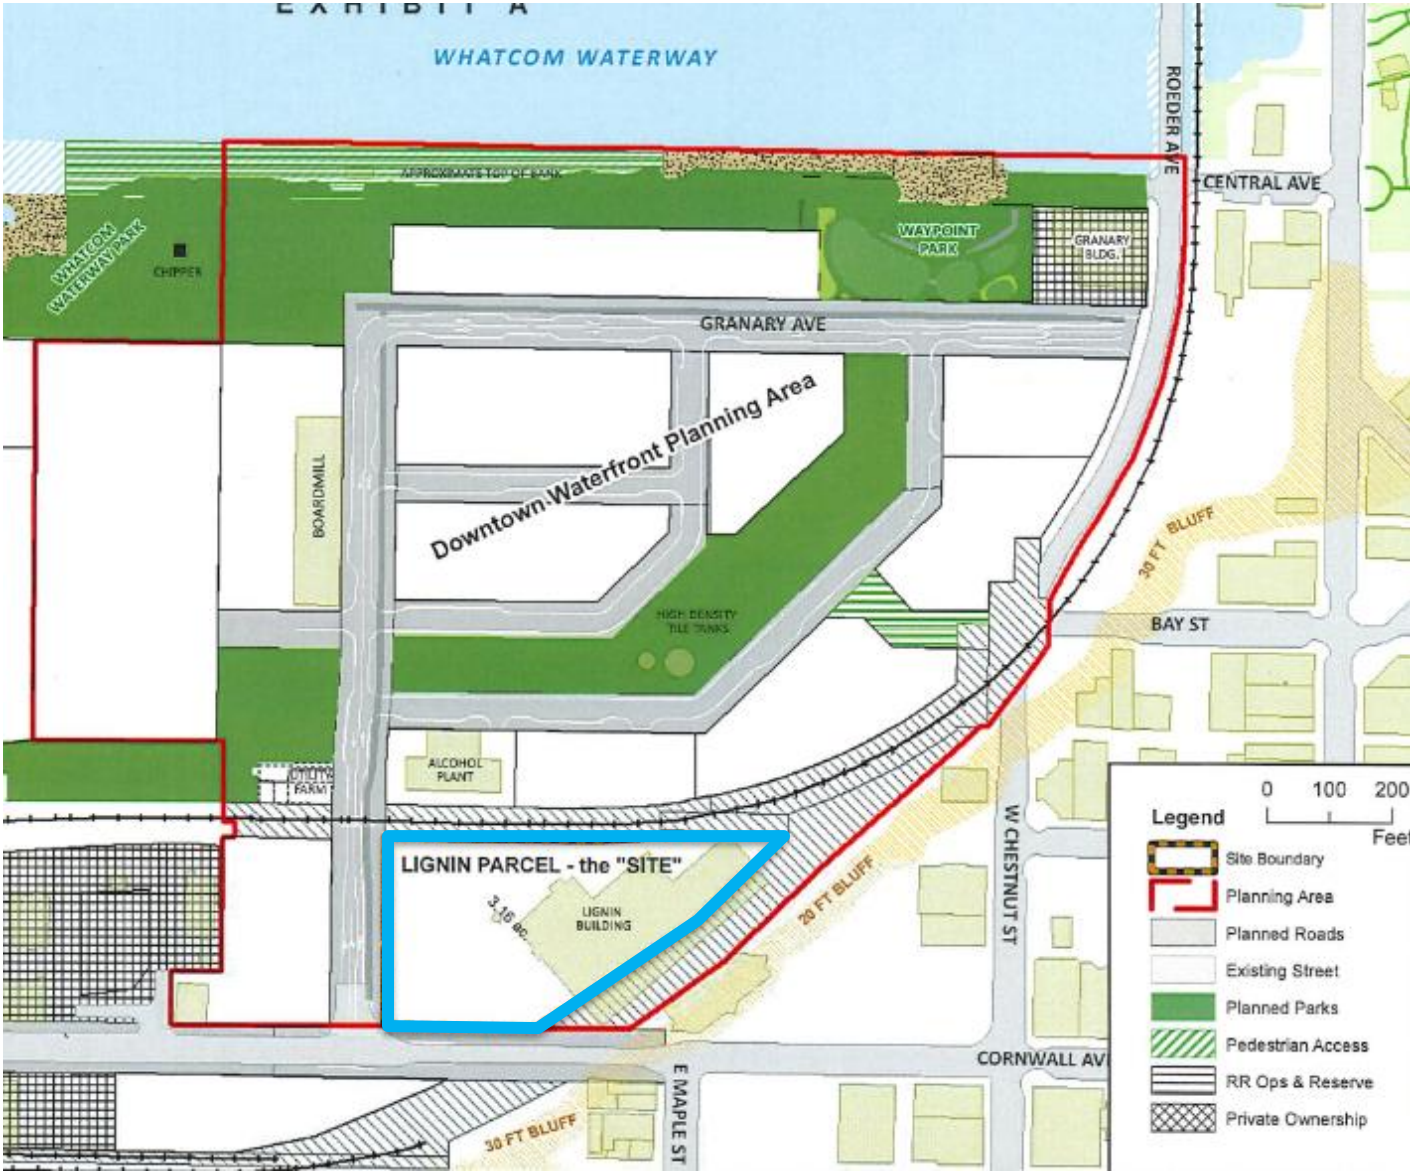 EXHIBIT A
WHATCOM WATERWAY
ROEDER AVE
CENTRAL AVE
APPROXIMATE TOP OF BANK
WHATCOM
WATERWAY PARK
CHIPPER
WAYPOINT
PARK
GRANARY
BLDG.
GRANARY AVE
Downtown Waterfront Planning Area
BOARDMILL
30 FT BLUFF
HIGH DENSITY
TILE TANKS
BAY ST
ALCOHOL
PLANT
UTILITY
FARM
LIGNIN PARCEL - the "SITE"
3.16 ac.
LIGNIN
BUILDING
20 FT BLUFF
W CHESTNUT ST
CORNWALL AV
E MAPLE ST
30 FT BLUFF
0 100 200
Feet
Legend
Site Boundary
Planning Area
Planned Roads
Existing Street
Planned Parks
Pedestrian Access
RR Ops & Reserve
Private Ownership